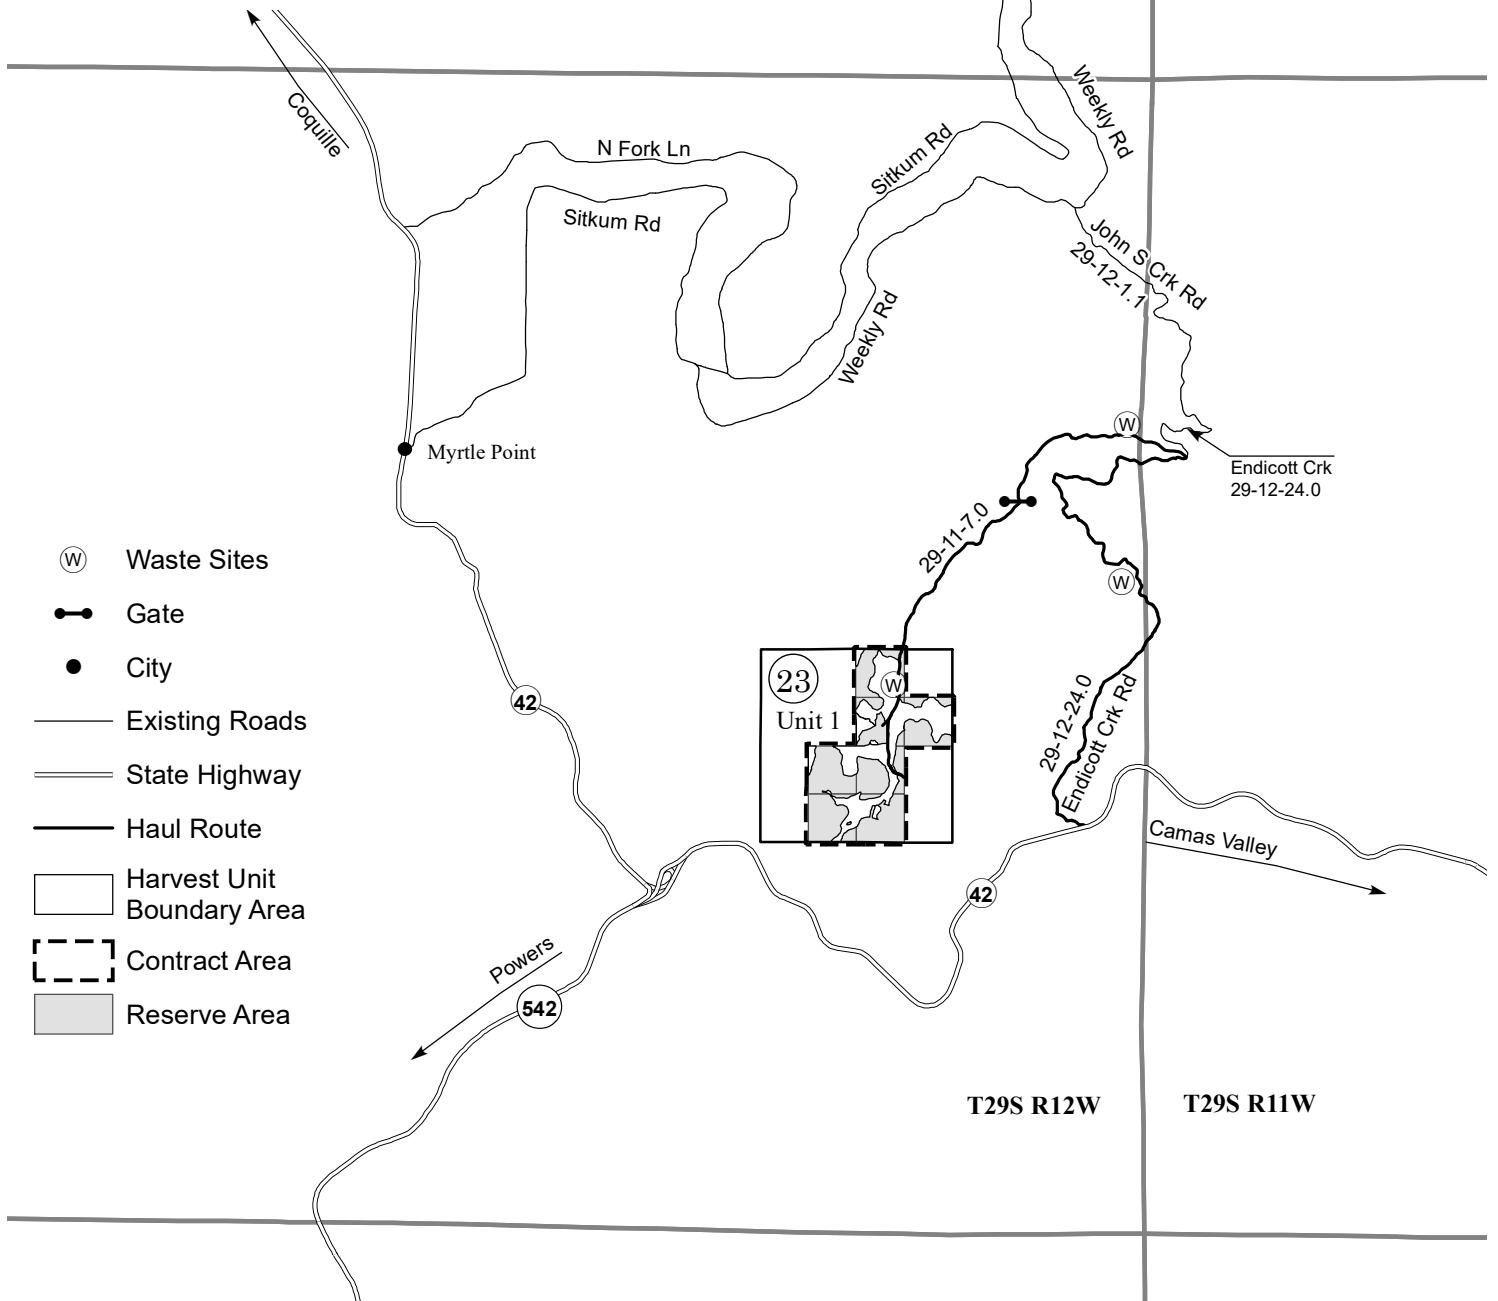 Coquille
Weekly Rd
N Fork Ln
Sitkum Rd
Sitkum Rd
John S Crk Rd
29-12-1.1
Weekly Rd
W
Myrtle Point
Endicott Crk
29-12-24.0
29-11-7.0
W
W Waste Sites
Gate
City
Existing Roads
State Highway
Haul Route
Harvest Unit
Boundary Area
Contract Area
Reserve Area
23
Unit 1
W
42
29-12-24.0
Endicott Crk Rd
Camas Valley
42
Powers
542
T29S R12W
T29S R11W